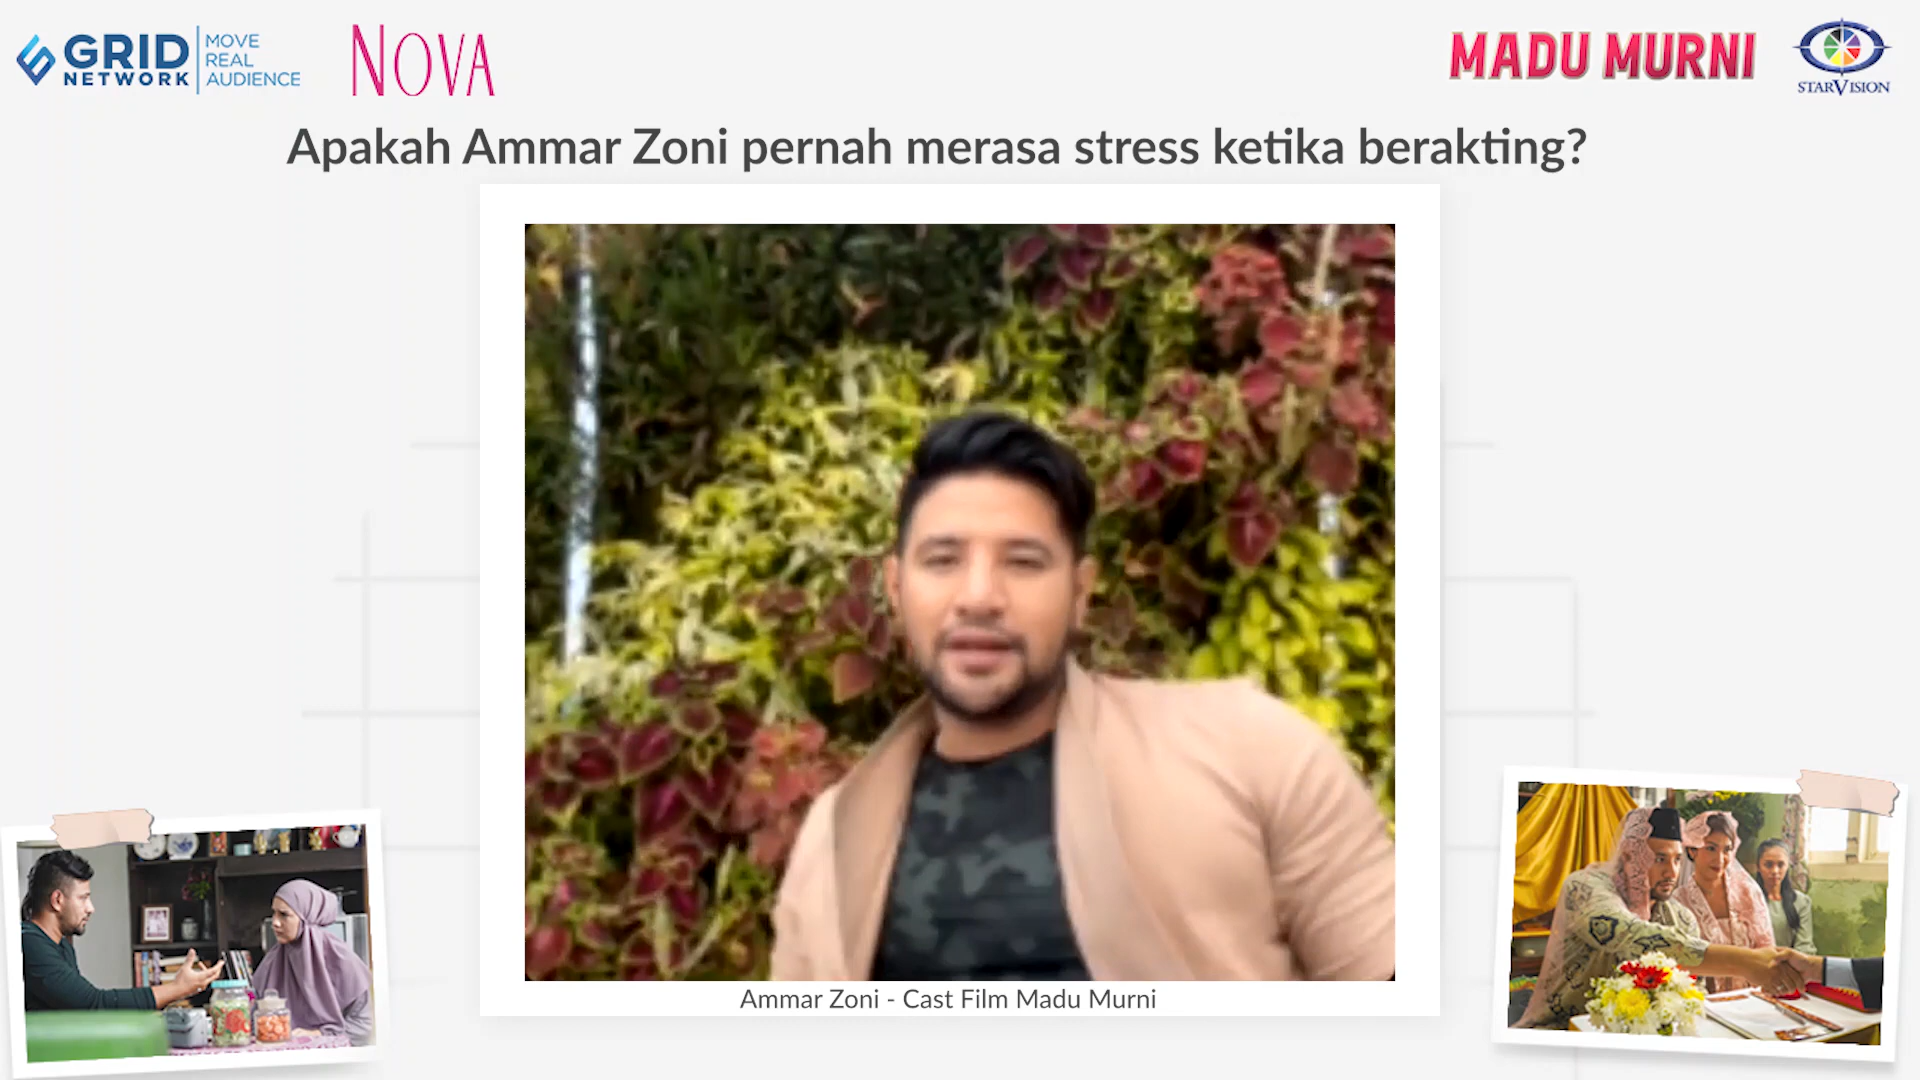 GRID
NETWORK
MOVE
REAL
AUDIENCE
NOVA
MADU MURNI
STARVISION
Apakah Ammar Zoni pernah merasa stress ketika berakting?
Ammar Zoni - Cast Film Madu Murni